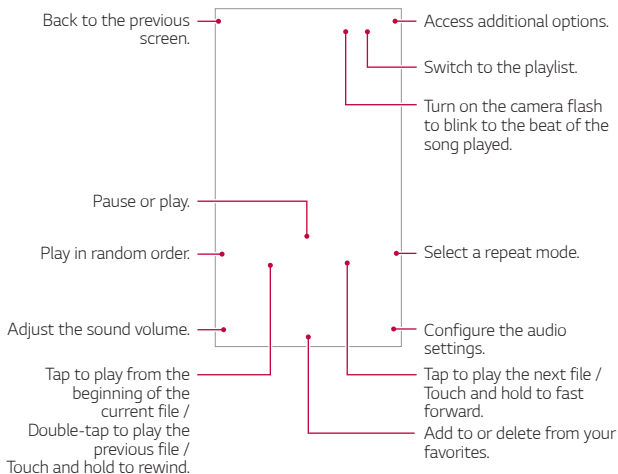 Back to the previous
screen.
Access additional options.
Switch to the playlist.
Turn on the camera flash
to blink to the beat of the
song played.
Pause or play.
Play in random order.
Select a repeat mode.
Adjust the sound volume.
Configure the audio
settings.
Tap to play from the
beginning of the
current file /
Double-tap to play the
previous file /
Touch and hold to rewind.
Tap to play the next file /
Touch and hold to fast
forward.
Add to or delete from your
favorites.